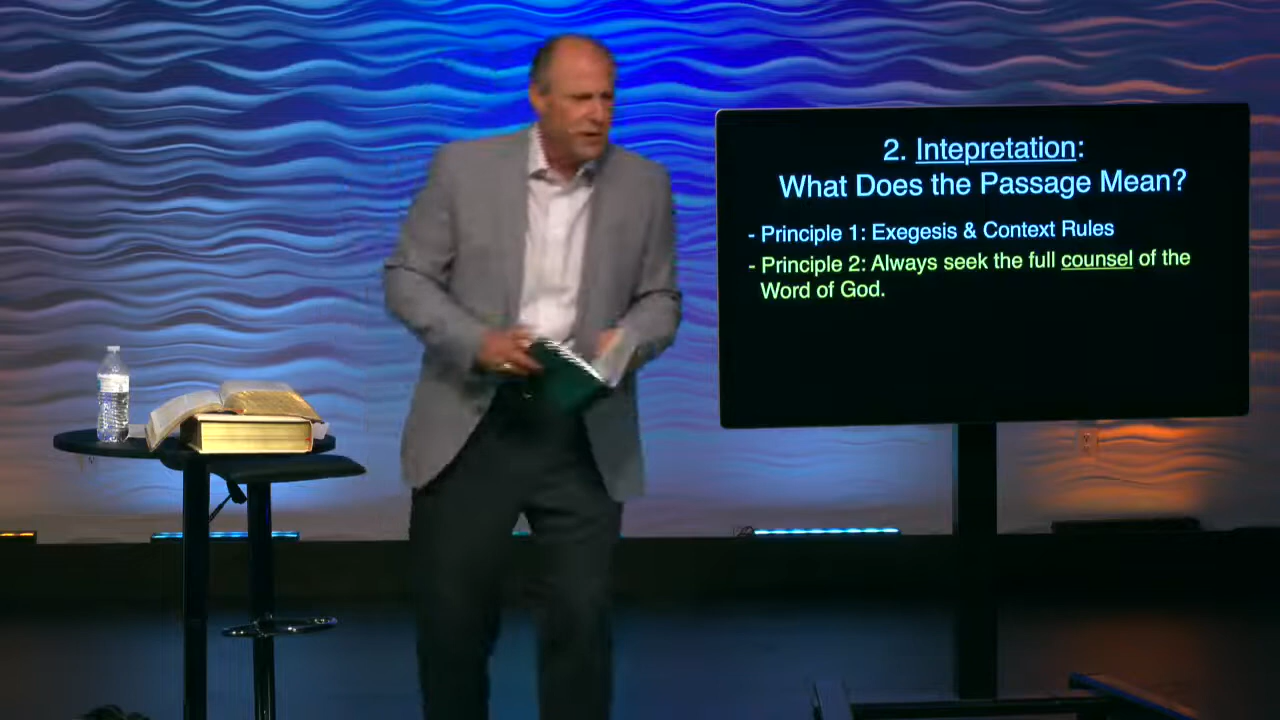 2. Intepretation:
What Does the Passage Mean?
- Principle 1: Exegesis & Context Rules
- Principle 2: Always seek the full counsel of the
Word of God.